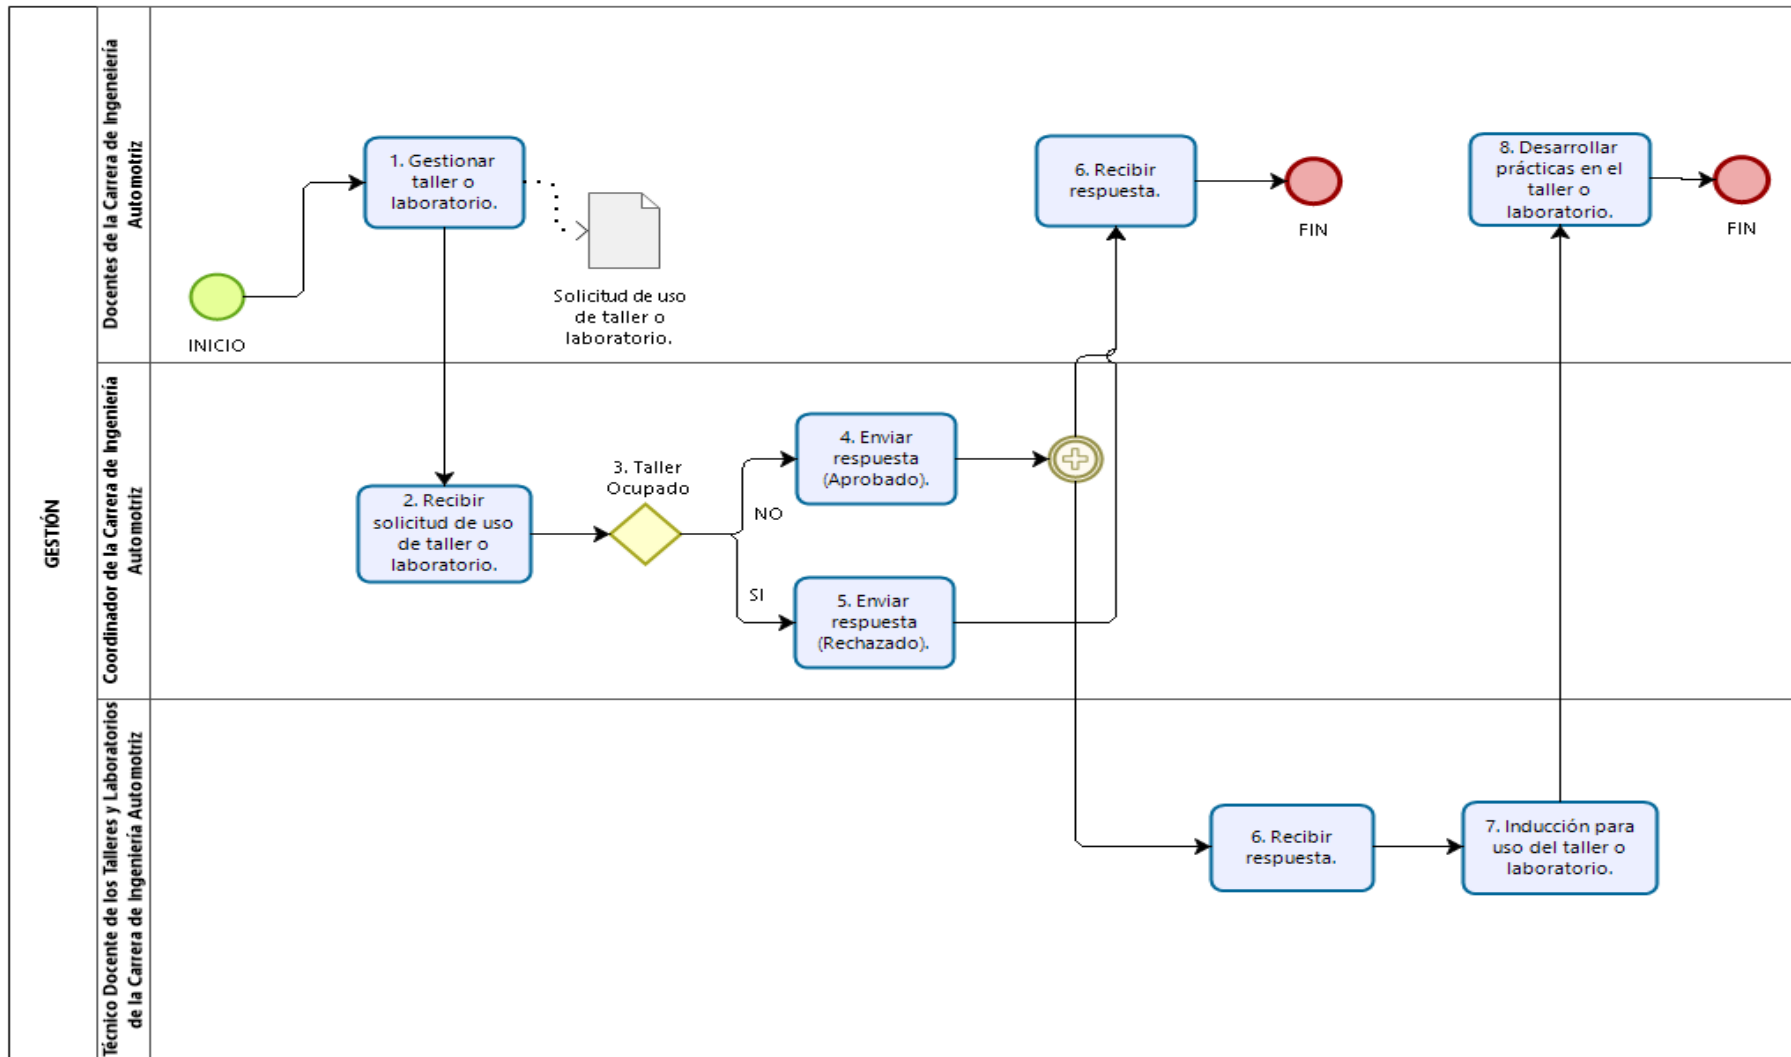 GESTIÓN
Docentes de la Carrera de Ingeneiería
Automotriz
INICIO
1. Gestionar
taller o
laboratorio.
Solicitud de uso
de taller o
laboratorio.
6. Recibir
respuesta.
FIN
8. Desarrollar
prácticas en el
taller o
laboratorio.
FIN
Coordinador de la Carrera de Ingeniería
Automotriz
2. Recibir
solicitud de uso
de taller o
laboratorio.
3. Taller
Ocupado
NO
SI
4. Enviar
respuesta
(Aprobado).
5. Enviar
respuesta
(Rechazado).
Técnico Docente de los Talleres y Laboratorios
de la Carrera de Ingeniería Automotriz
6. Recibir
respuesta.
7. Inducción para
uso del taller o
laboratorio.